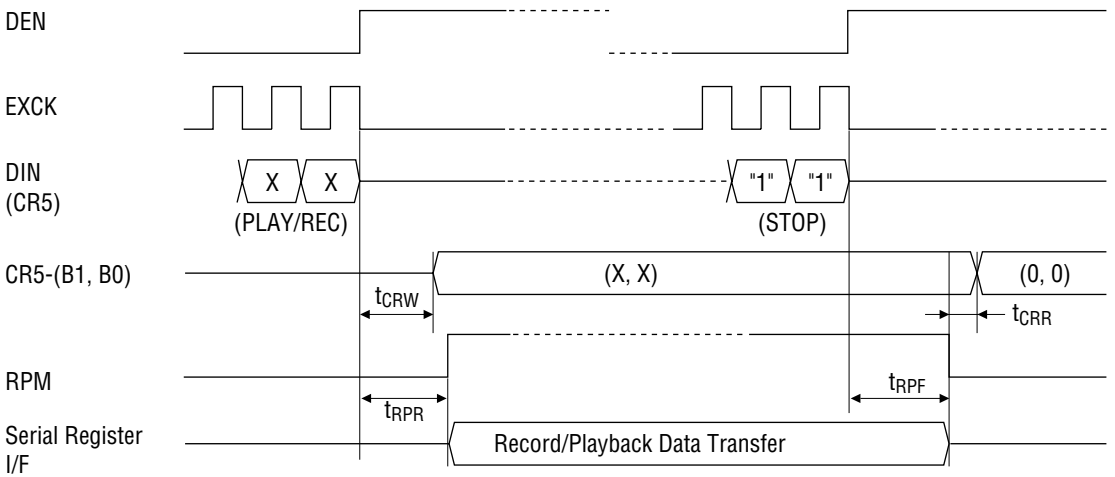 DEN
EXCK
DIN
(CR5)
X X "1" "1"
(PLAY/REC) (STOP)
CR5-(B1, B0) (X, X) (0, 0)
tCRW tCRR
RPM
tRPR tRPF
Serial Register
I/F
Record/Playback Data Transfer